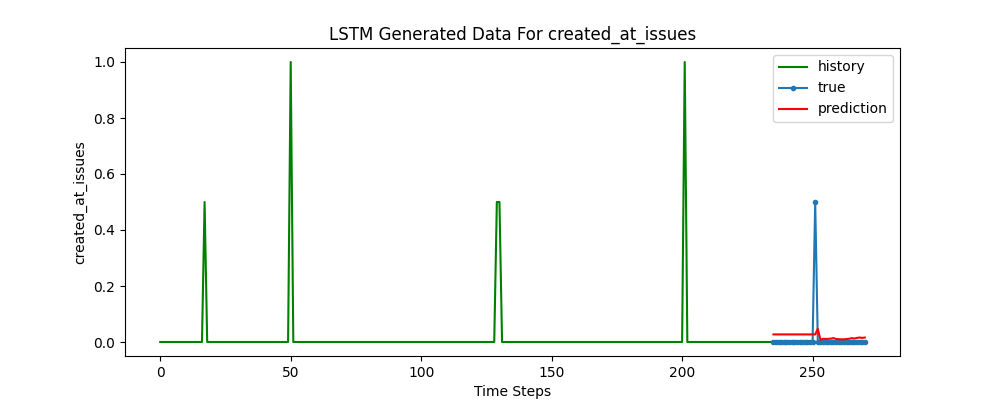 LSTM Generated Data For created_at_issues
1.0
0.8
0.6
0.4
0.2
0.0
created_at_issues
0 50 100 150 200 250
Time Steps
history
true
prediction